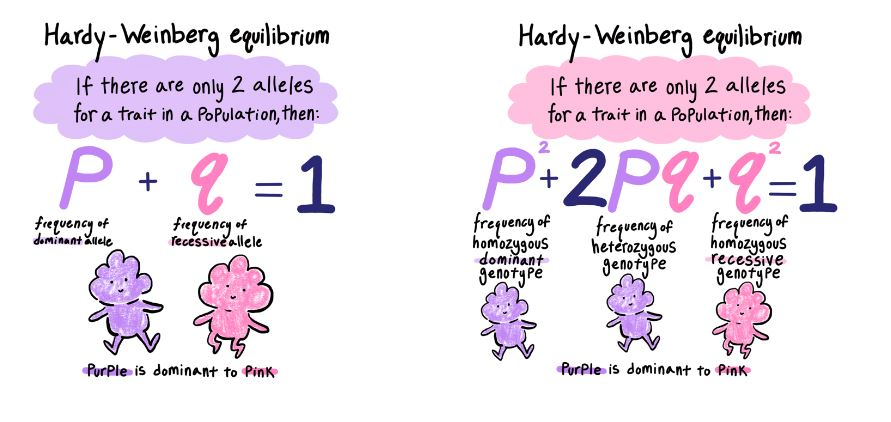 Hardy-Weinberg equilibrium
If there are only 2 alleles
for a trait in a PoPulation, then:
P + q = 1
frequency of
dominant allele
frequency of
recessive allele
PurPle is dominant to Pink
Hardy-Weinberg equilibrium
If there are only 2 alleles
for a trait in a PoPulation, then:
P² + 2Pq + q² = 1
frequency of
homozygous
dominant
genotype
frequency of
heterozygous
genotype
frequency of
homozygous
recessive
genotype
PurPle is dominant to Pink